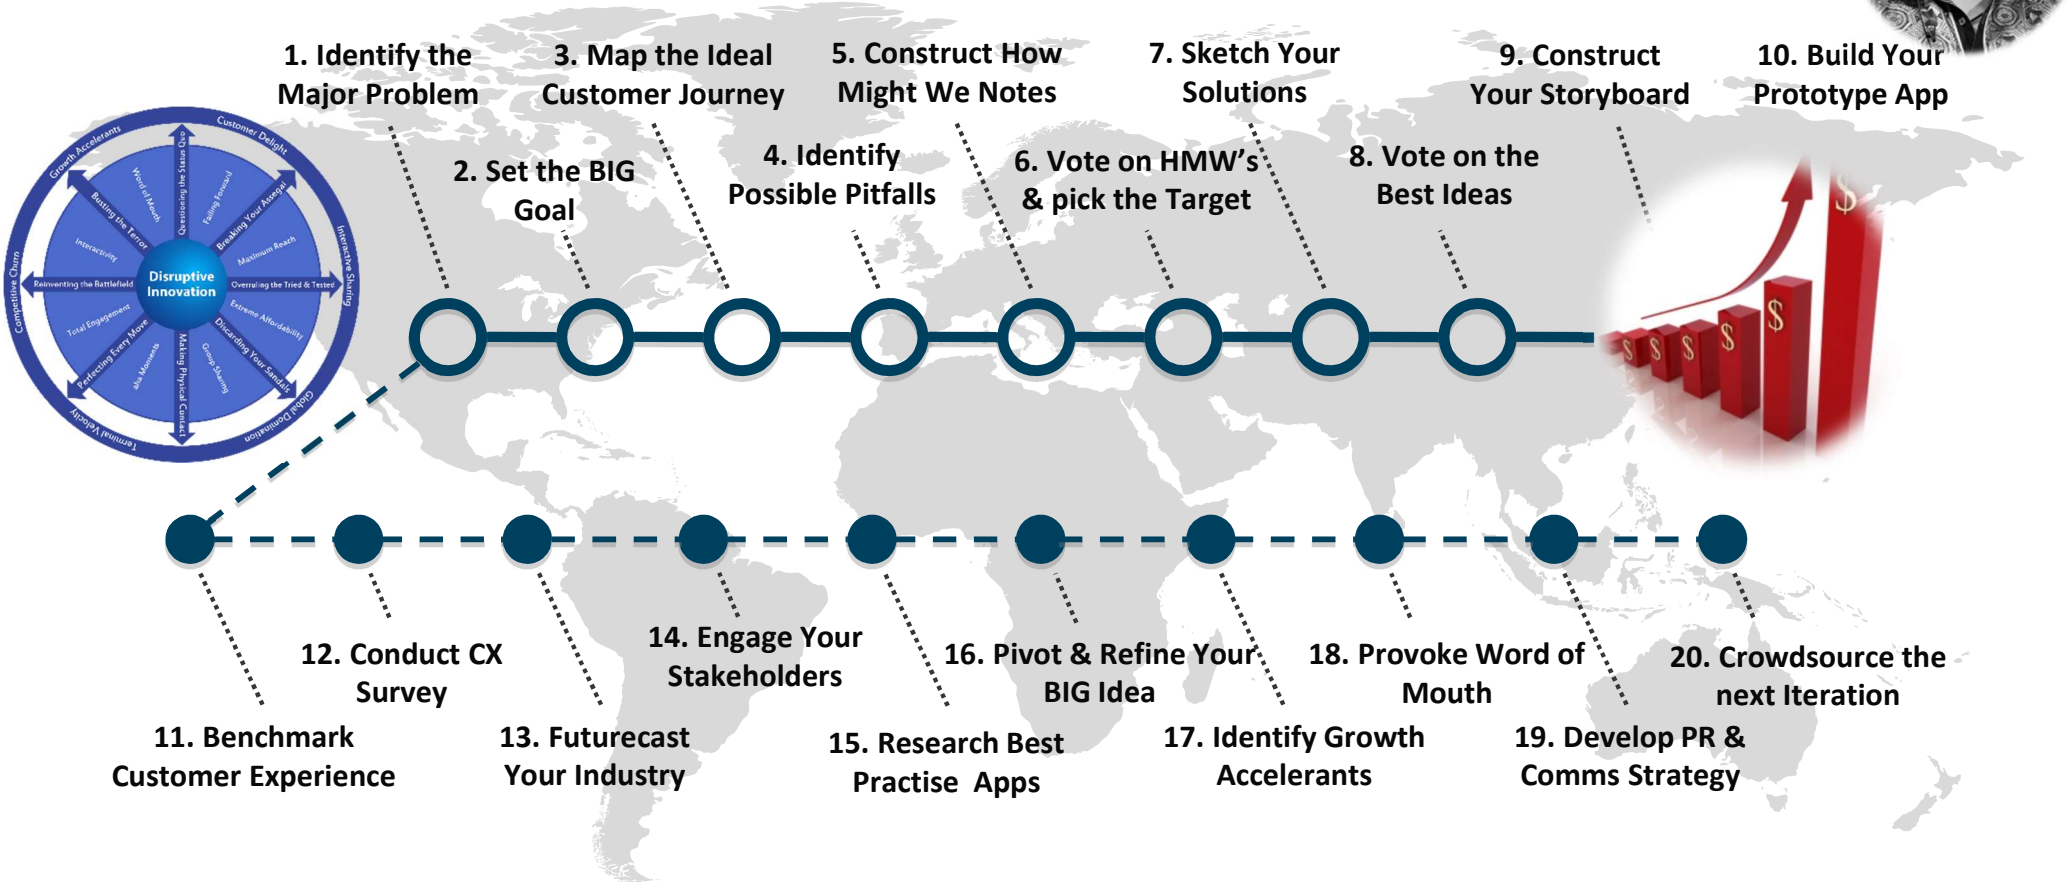 1. Identify the
Major Problem
2. Set the BIG
Goal
3. Map the Ideal
Customer Journey
4. Identify
Possible Pitfalls
5. Construct How
Might We Notes
6. Vote on HMW’s
& pick the Target
7. Sketch Your
Solutions
8. Vote on the
Best Ideas
9. Construct
Your Storyboard
10. Build Your
Prototype App
Growth Accelerants
Customer Delight
Interactive Sharing
Global Domination
Terminal Velocity
Competitive Churn
Questioning the Status Quo
Failing Forward
Breaking Your Assegai
Maximum Reach
Overruling the Tried & Tested
Extreme Affordability
Discarding Your Sandals
Group Sharing
Making Physical Contact
aha Moments
Perfecting Every Move
Total Engagement
Reinventing the Battlefield
Interactivity
Busting the Terror
Word of Mouth
Disruptive
Innovation
$ $ $ $ $ $
11. Benchmark
Customer Experience
12. Conduct CX
Survey
13. Futurecast
Your Industry
14. Engage Your
Stakeholders
15. Research Best
Practise  Apps
16. Pivot & Refine Your
BIG Idea
17. Identify Growth
Accelerants
18. Provoke Word of
Mouth
19. Develop PR &
Comms Strategy
20. Crowdsource the
next Iteration